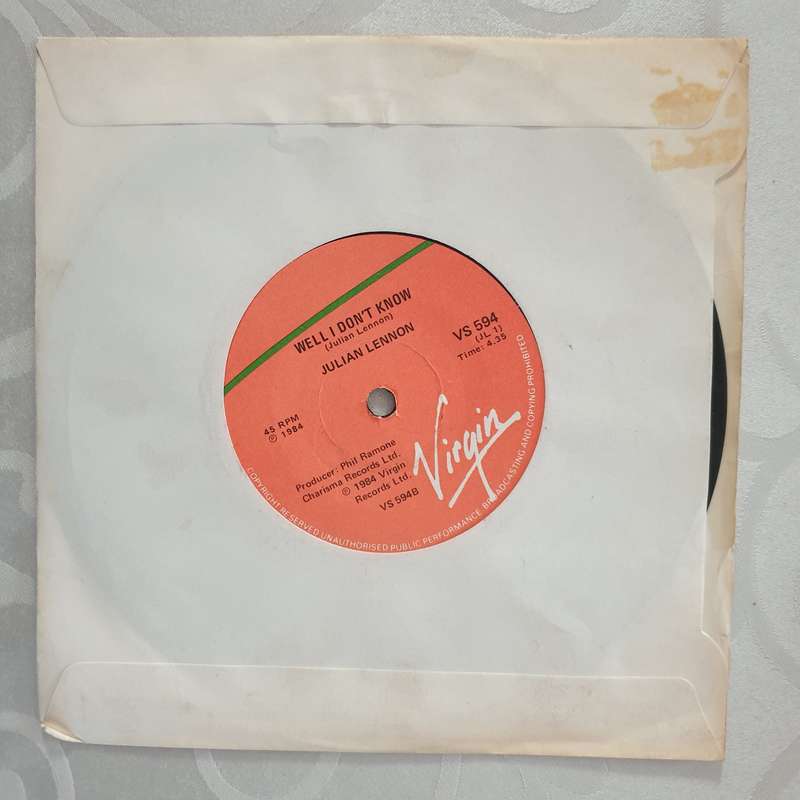 WELL I DON'T KNOW
(Julian Lennon)
JULIAN LENNON
VS 594
(JL 1)
Time: 4.35
45 RPM
℗ 1984
Producer: Phil Ramone
Charisma Records Ltd.
© 1984 Virgin
Records Ltd.
VS 594B
Virgin
COPYRIGHT RESERVED UNAUTHORISED PUBLIC PERFORMANCE BROADCASTING AND COPYING PROHIBITED